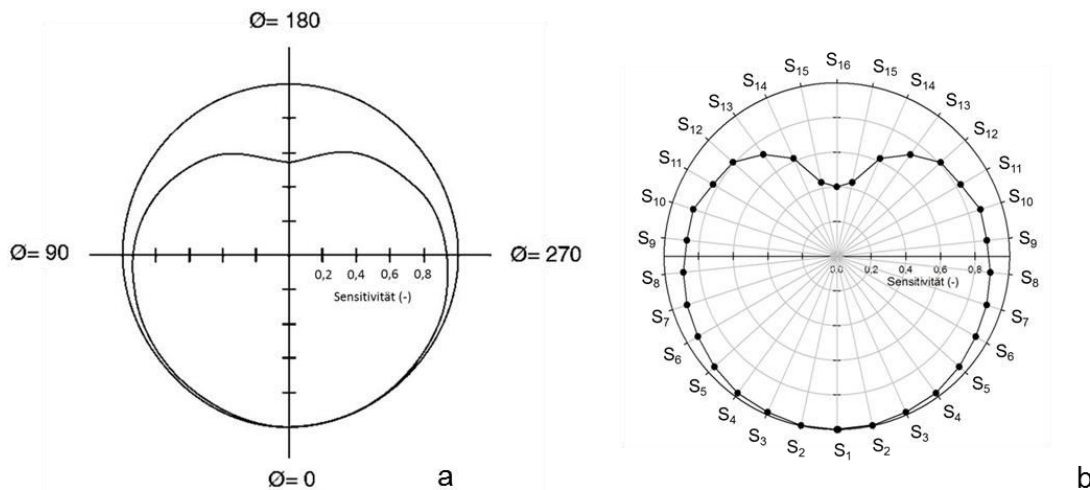 Ø= 180
Ø= 90
Ø= 270
0,2 0,4 0,6 0,8
Sensitivität (-)
Ø=0
a
S16
S15 S15
S14 S14
S13 S13
S12 S12
S11 S11
S10 S10
S9 S9
S8 S8
0.0 0.2 0.4 0.6 0.8
Sensitivität (-)
S7 S7
S6 S6
S5 S5
S4 S4
S3 S3
S2 S2
S1
b